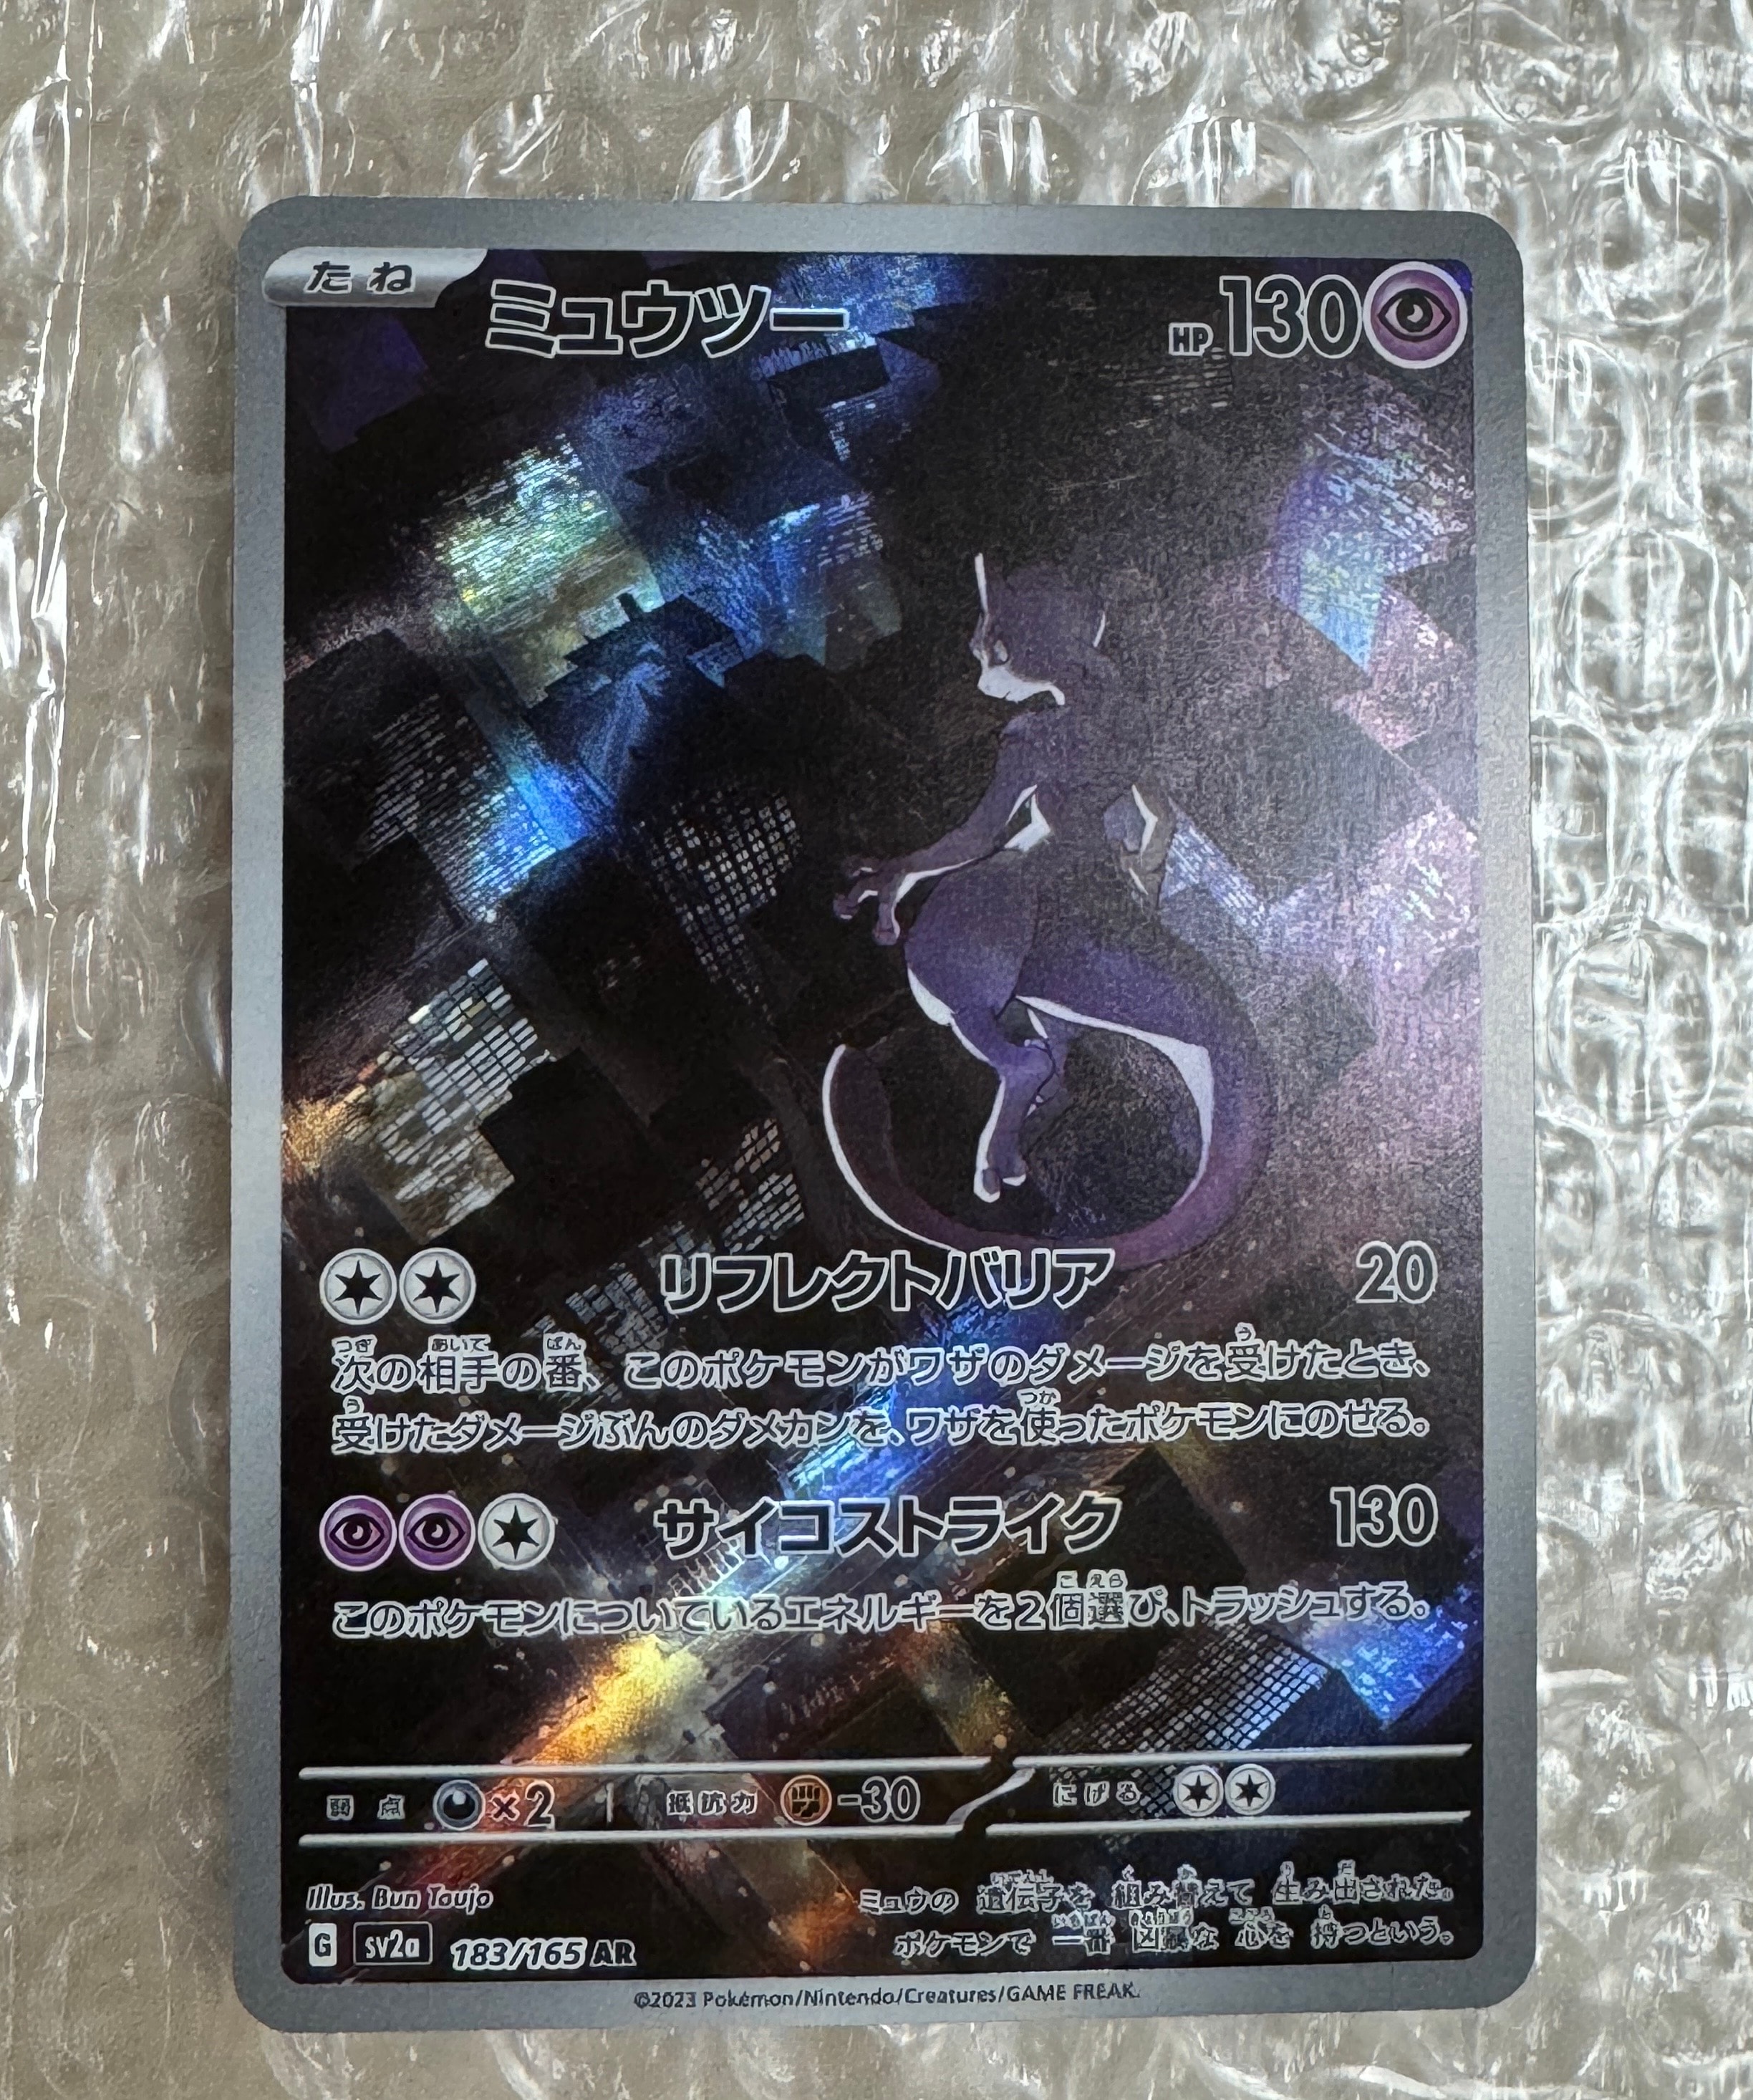 たね
ミュウツー
HP 130
リフレクトバリア 20
次の相手の番、このポケモンがワザのダメージを受けたとき、
受けたダメージぶんのダメカンを、ワザを使ったポケモンにのせる。
サイコストライク 130
このポケモンについているエネルギーを2個選び、トラッシュする。
弱点 ×2 抵抗力 -30 にげる
Illus. Bun Toujo
ミュウの 遺伝子を 組み替えて 生み出された。
ポケモンで 一番 凶暴な 心を 持つという。
G sv2a 183/165 AR
©2023 Pokémon/Nintendo/Creatures/GAME FREAK.